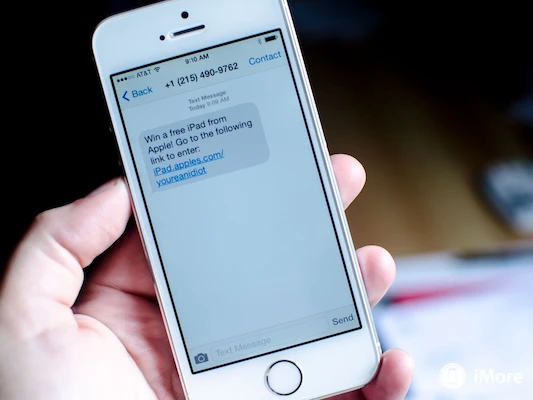 AT&T
9:10 AM
Back
+1 (215) 490-9762
Contact
Text Message
Today 9:09 AM
Win a free iPad from
Apple! Go to the following
link to enter:
iPad.apples.com/
youreanidiot
Text Message
Send
iMore